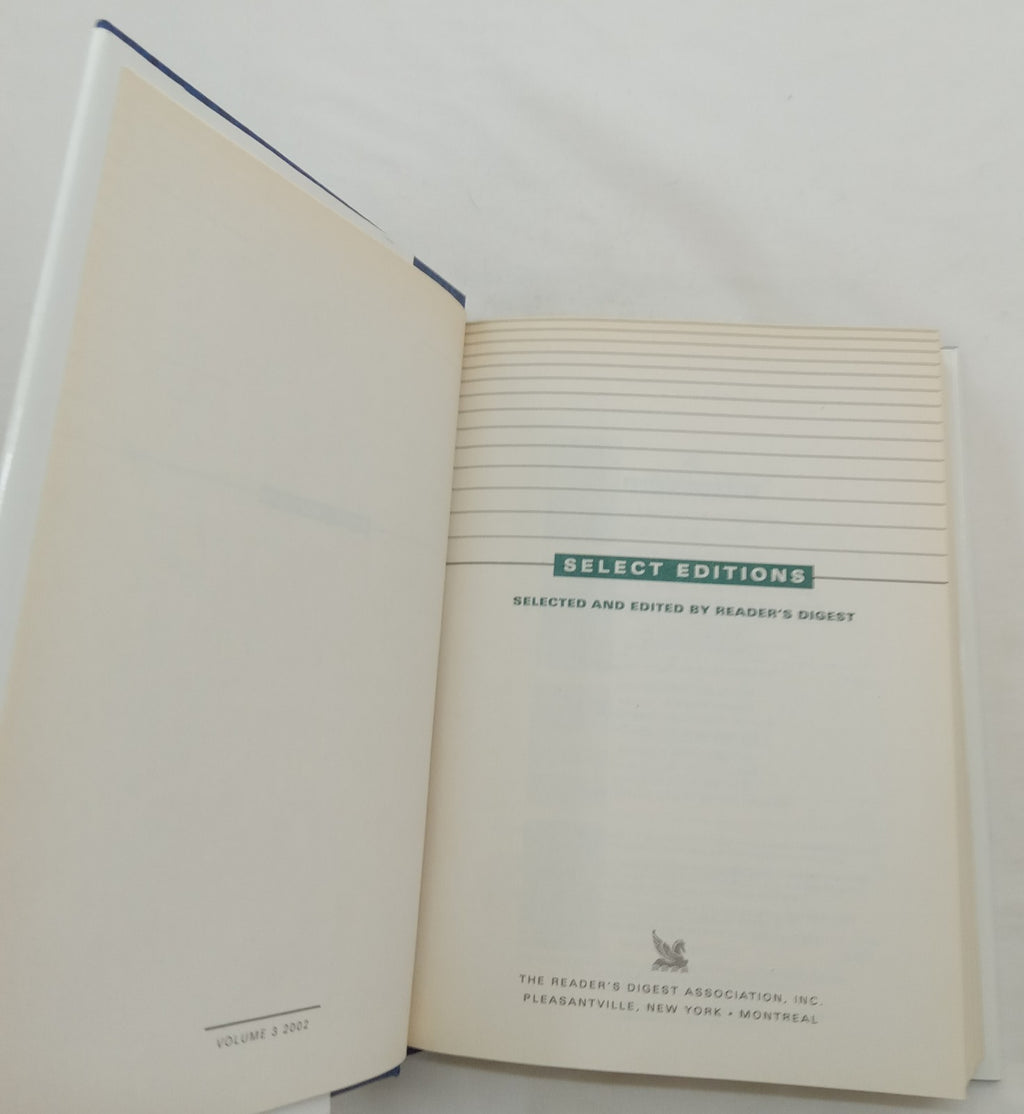 VOLUME 3 2002
SELECT EDITIONS
SELECTED AND EDITED BY READER'S DIGEST
THE READER'S DIGEST ASSOCIATION, INC.
PLEASANTVILLE, NEW YORK • MONTREAL